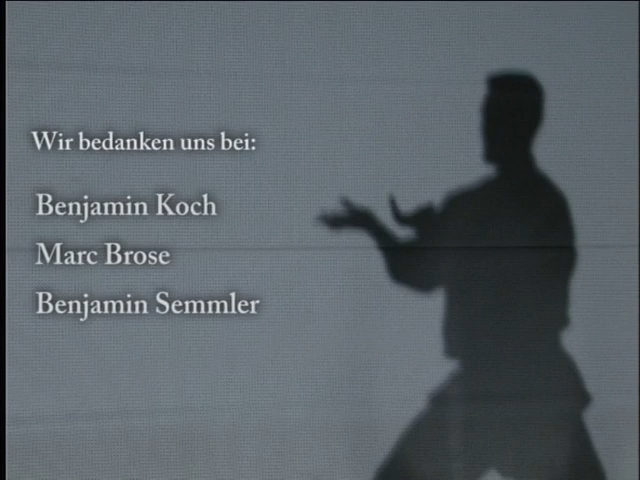 Wir bedanken uns bei:
Benjamin Koch
Marc Brose
Benjamin Semmler